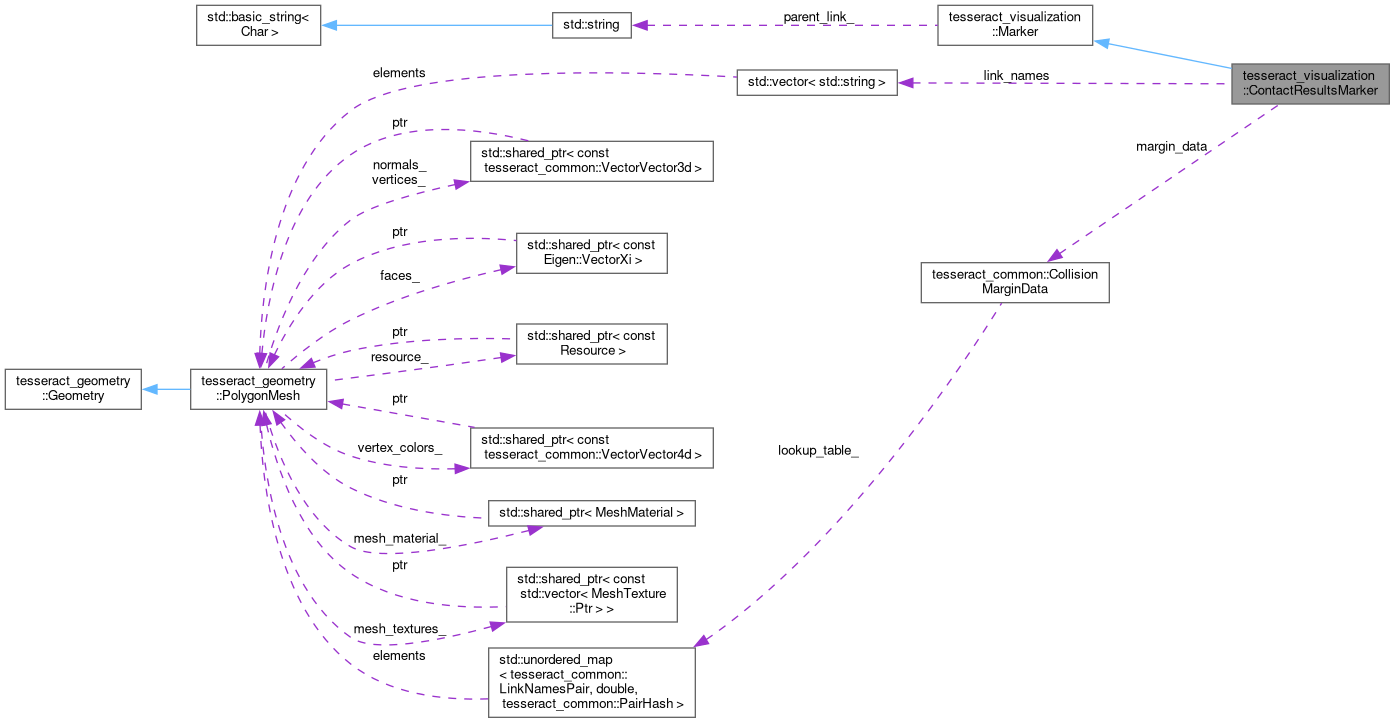 std::basic_string<
Char >
std::string
parent_link_
tesseract_visualization
::Marker
elements
std::vector< std::string >
link_names
tesseract_visualization
::ContactResultsMarker
ptr
std::shared_ptr< const
tesseract_common::VectorVector3d >
normals_
vertices_
margin_data
ptr
std::shared_ptr< const
Eigen::VectorXi >
faces_
tesseract_common::Collision
MarginData
ptr
std::shared_ptr< const
Resource >
resource_
tesseract_geometry
::Geometry
tesseract_geometry
::PolygonMesh
ptr
std::shared_ptr< const
tesseract_common::VectorVector4d >
vertex_colors_
lookup_table_
ptr
std::shared_ptr< MeshMaterial >
mesh_material_
ptr
std::shared_ptr< const
std::vector< MeshTexture
::Ptr > >
mesh_textures_
elements
std::unordered_map
< tesseract_common::
LinkNamesPair, double,
tesseract_common::PairHash >